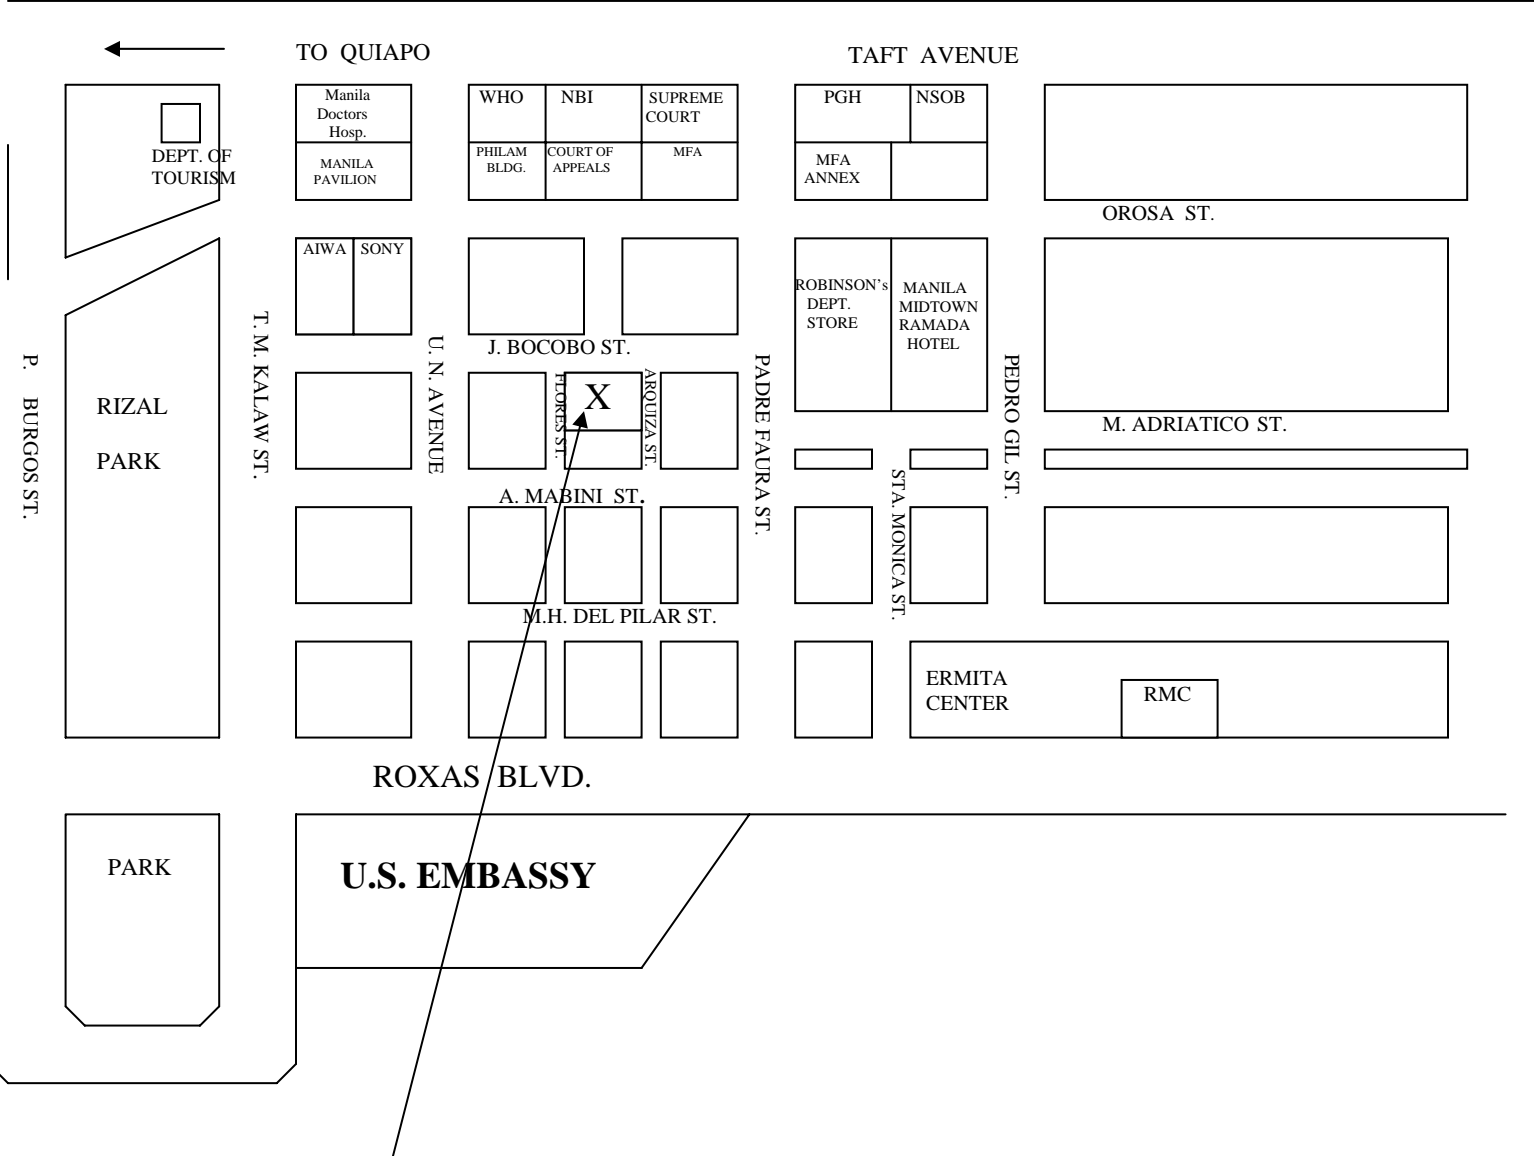 TO QUIAPO
TAFT AVENUE
Manila
Doctors
Hosp.
WHO
NBI
SUPREME
COURT
PGH
NSOB
DEPT. OF
TOURISM
MANILA
PAVILION
PHILAM
BLDG.
COURT OF
APPEALS
MFA
MFA
ANNEX
OROSA ST.
AIWA
SONY
ROBINSON's
DEPT.
STORE
MANILA
MIDTOWN
RAMADA
HOTEL
J. BOCOBO ST.
P. BURGOS ST.
RIZAL
PARK
T. M. KALAW ST.
U. N. AVENUE
FLORES ST.
X
ARQUIZA ST.
PADRE FAURA ST.
PEDRO GIL ST.
M. ADRIATICO ST.
A. MABINI ST.
STA. MONICA ST.
M.H. DEL PILAR ST.
ERMITA
CENTER
RMC
ROXAS BLVD.
PARK
U.S. EMBASSY